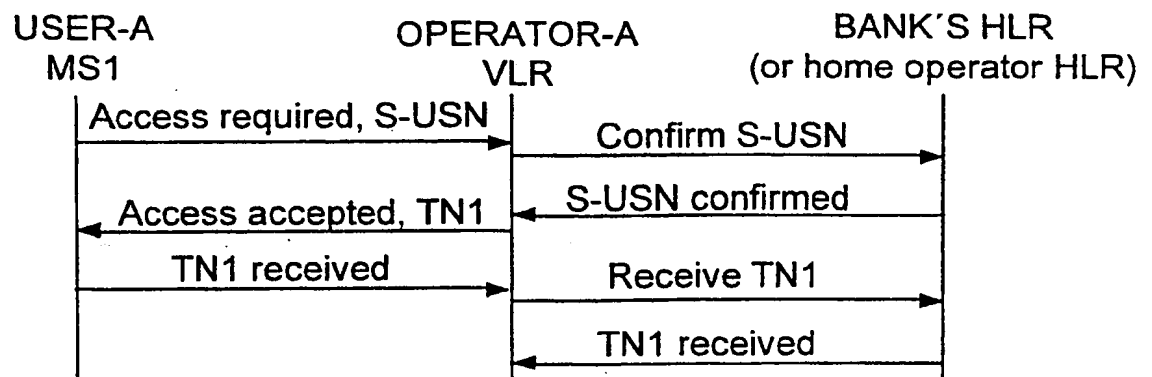 USER-A
MS1
OPERATOR-A
VLR
BANK´S HLR
(or home operator HLR)
Access required, S-USN
Confirm S-USN
S-USN confirmed
Access accepted, TN1
TN1 received
Receive TN1
TN1 received